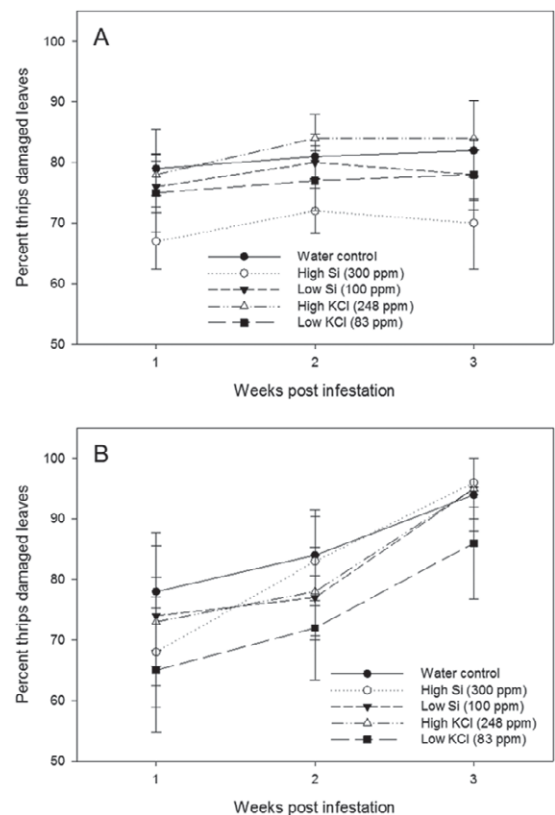 A
Percent thrips damaged leaves
100
90
80
70
60
50
Water control
High Si (300 ppm)
Low Si (100 ppm)
High KCl (248 ppm)
Low KCl (83 ppm)
1
2
3
Weeks post infestation
B
Percent thrips damaged leaves
100
90
80
70
60
50
Water control
High Si (300 ppm)
Low Si (100 ppm)
High KCl (248 ppm)
Low KCl (83 ppm)
1
2
3
Weeks post infestation